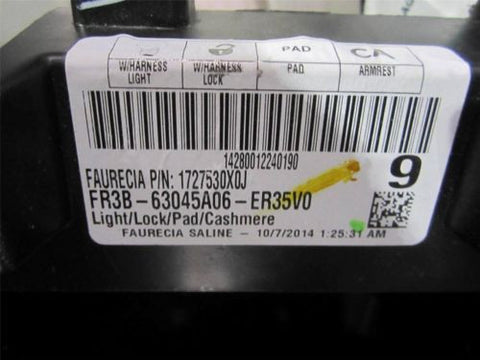 PAD
CA
W/HARNESS
LIGHT
W/HARNESS
LOCK
PAD
ARMREST
14280012240190
FAURECIA P/N: 1727530X0J
9
FR3B-63045A06-ER35V0
Light/Lock/Pad/Cashmere
FAURECIA SALINE - 10/7/2014 1:25:31 AM